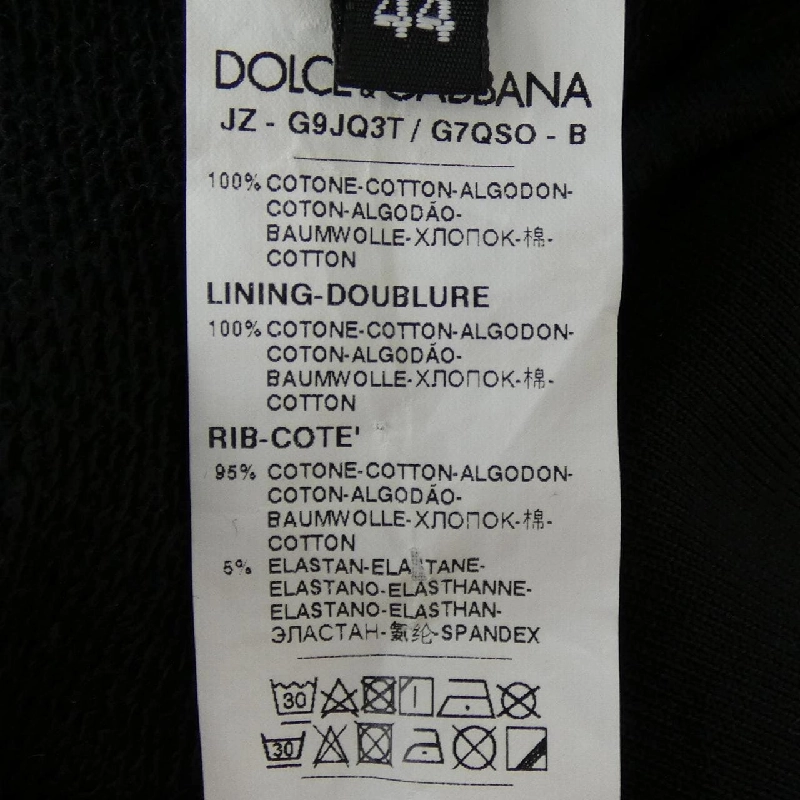 44
DOLCE & GABBANA
JZ - G9JQ3T / G7QSO - B
100% COTONE-COTTON-ALGODON-
COTON-ALGODÃO-
BAUMWOLLE-ХЛОПОК-棉-
COTTON
LINING-DOUBLURE
100% COTONE-COTTON-ALGODON-
COTON-ALGODÃO-
BAUMWOLLE-ХЛОПОК-棉-
COTTON
RIB-COTE'
95% COTONE-COTTON-ALGODON-
COTON-ALGODÃO-
BAUMWOLLE-ХЛОПОК-棉-
COTTON
5% ELASTAN-ELASTANE-
ELASTANO-ELASTHANNE-
ELASTANO-ELASTHAN-
ЭЛАСТАН-氨纶-SPANDEX
30
30